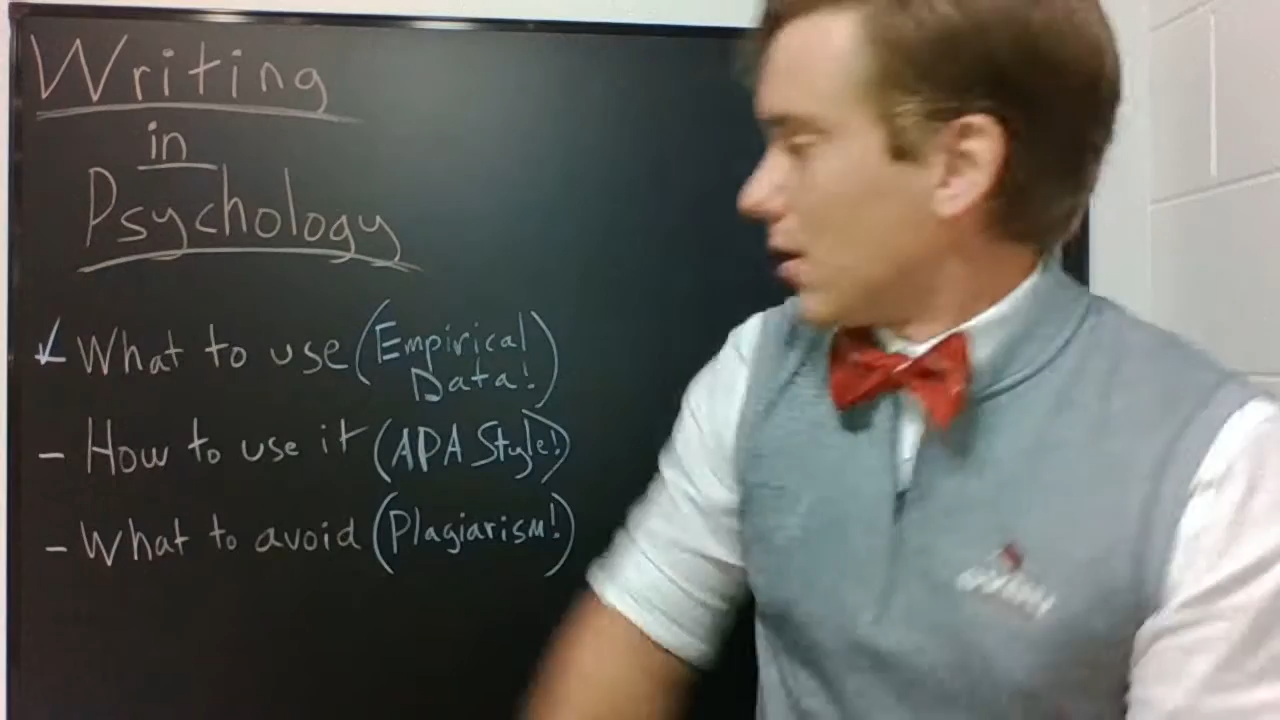 Writing
in
Psychology
✓ What to use (Empirical
Data!)
- How to use it (APA Style!)
- What to avoid (Plagiarism!)